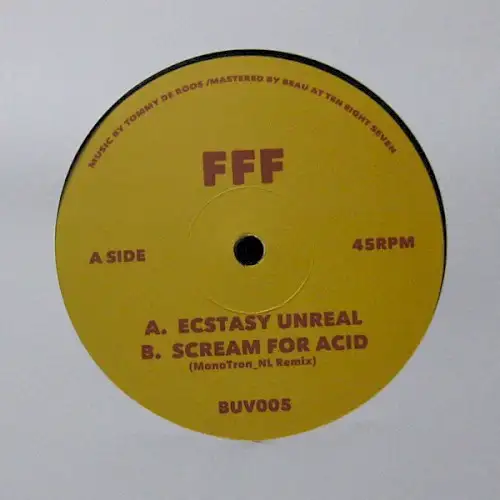 MUSIC BY TOMMY DE ROOS /MASTERED BY BEAU AT TEN EIGHT SEVEN
FFF
A SIDE
45RPM
A. ECSTASY UNREAL
B. SCREAM FOR ACID
(MonoTron_NL Remix)
BUV005